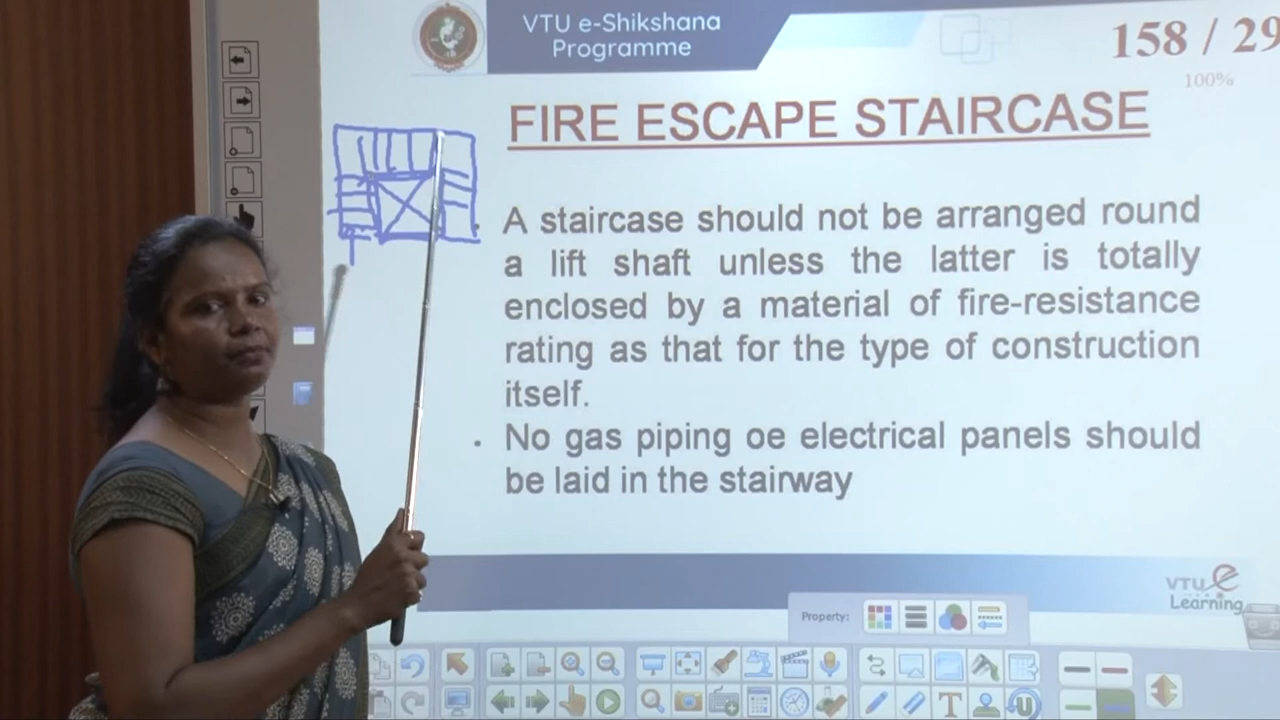 VTU e-Shikshana
Programme
158 / 29
100%
FIRE ESCAPE STAIRCASE
A staircase should not be arranged round
a lift shaft unless the latter is totally
enclosed by a material of fire-resistance
rating as that for the type of construction
itself.
No gas piping oe electrical panels should
be laid in the stairway
VTU e
Learning
Property: